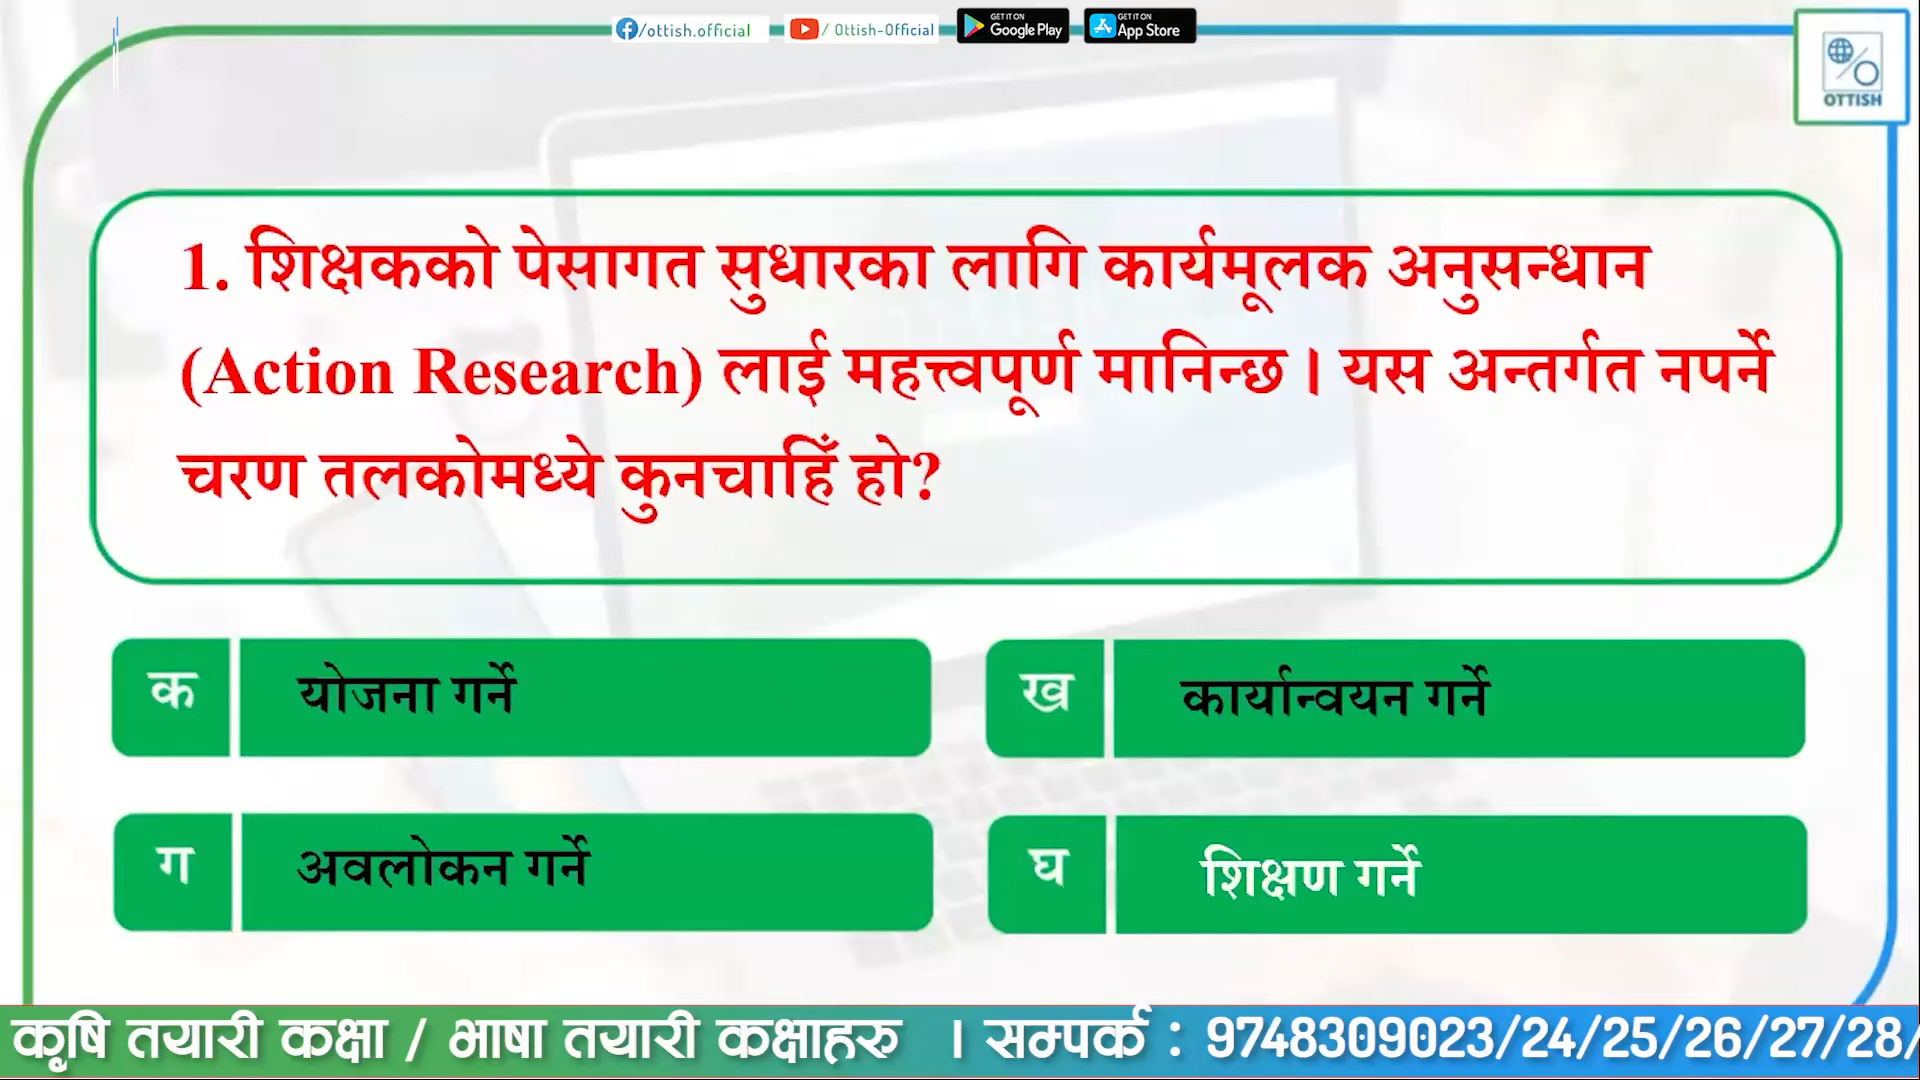 /ottish.official / Ottish-Official GET IT ON Google Play GET IT ON App Store
OTTISH
1. शिक्षकको पेसागत सुधारका लागि कार्यमूलक अनुसन्धान
(Action Research) लाई महत्त्वपूर्ण मानिन्छ । यस अन्तर्गत नपर्ने
चरण तलकोमध्ये कुनचाहिँ हो?
क योजना गर्ने
ख कार्यान्वयन गर्ने
ग अवलोकन गर्ने
घ शिक्षण गर्ने
कृषि तयारी कक्षा / भाषा तयारी कक्षाहरु । सम्पर्क : 9748309023/24/25/26/27/28/